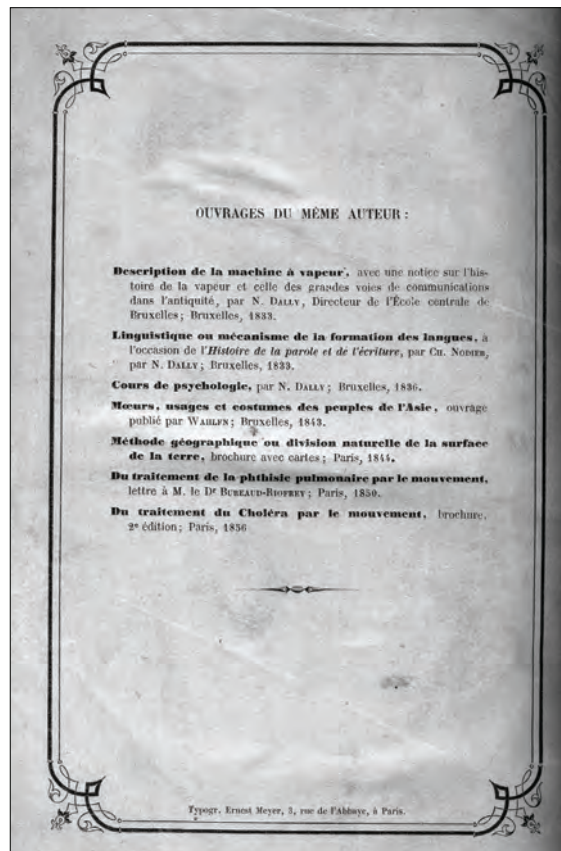 OUVRAGES DU MÊME AUTEUR :
Description de la machine à vapeur, avec une notice sur l'his-
toire de la vapeur et celle des grandes voies de communications
dans l'antiquité, par N. DALLY, Directeur de l'École centrale de
Bruxelles; Bruxelles, 1833.
Linguistique ou mécanisme de la formation des langues, à
l'occasion de l'Histoire de la parole et de l'écriture, par CH. NODIER,
par N. DALLY; Bruxelles, 1833.
Cours de psychologie, par N. DALLY; Bruxelles, 1836.
Mœurs, usages et costumes des peuples de l'Asie, ouvrage
publié par WAHLEN; Bruxelles, 1843.
Méthode géographique ou division naturelle de la surface
de la terre, brochure avec cartes; Paris, 1844.
Du traitement de la phthisie pulmonaire par le mouvement,
lettre à M. le Dr BUREAUD-RIOFREY; Paris, 1850.
Du traitement du Choléra par le mouvement, brochure,
2e édition; Paris, 1856
Typogr. Ernest Meyer, 3, rue de l'Abbaye, à Paris.